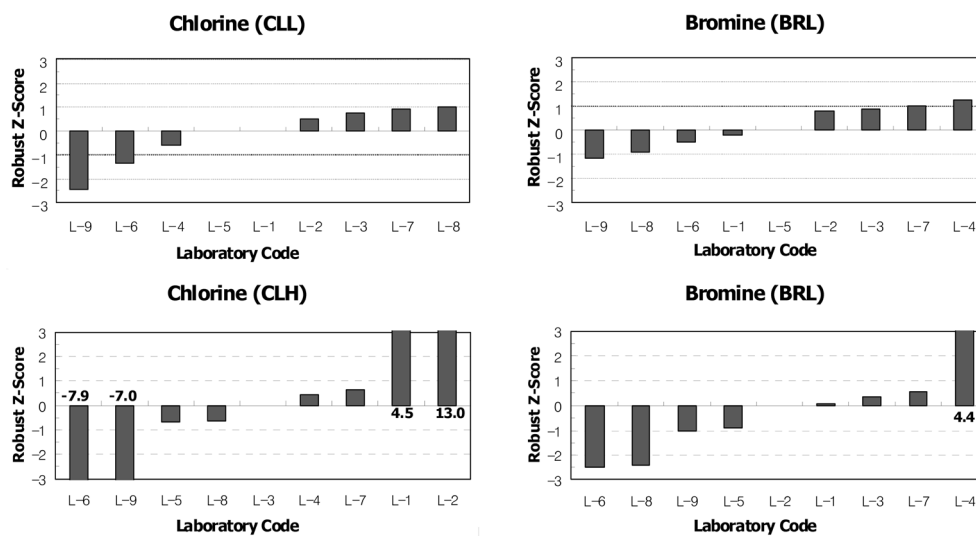 Chlorine (CLL)
Robust Z-Score
3
2
1
0
−1
−2
−3
L−9 L−6 L−4 L−5 L−1 L−2 L−3 L−7 L−8
Laboratory Code
Bromine (BRL)
Robust Z-Score
3
2
1
0
−1
−2
−3
L−9 L−8 L−6 L−1 L−5 L−2 L−3 L−7 L−4
Laboratory Code
Chlorine (CLH)
Robust Z-Score
3
2
1
0
−1
−2
−3
-7.9 -7.0
4.5 13.0
L−6 L−9 L−5 L−8 L−3 L−4 L−7 L−1 L−2
Laboratory Code
Bromine (BRL)
Robust Z-Score
3
2
1
0
−1
−2
−3
4.4
L−6 L−8 L−9 L−5 L−2 L−1 L−3 L−7 L−4
Laboratory Code